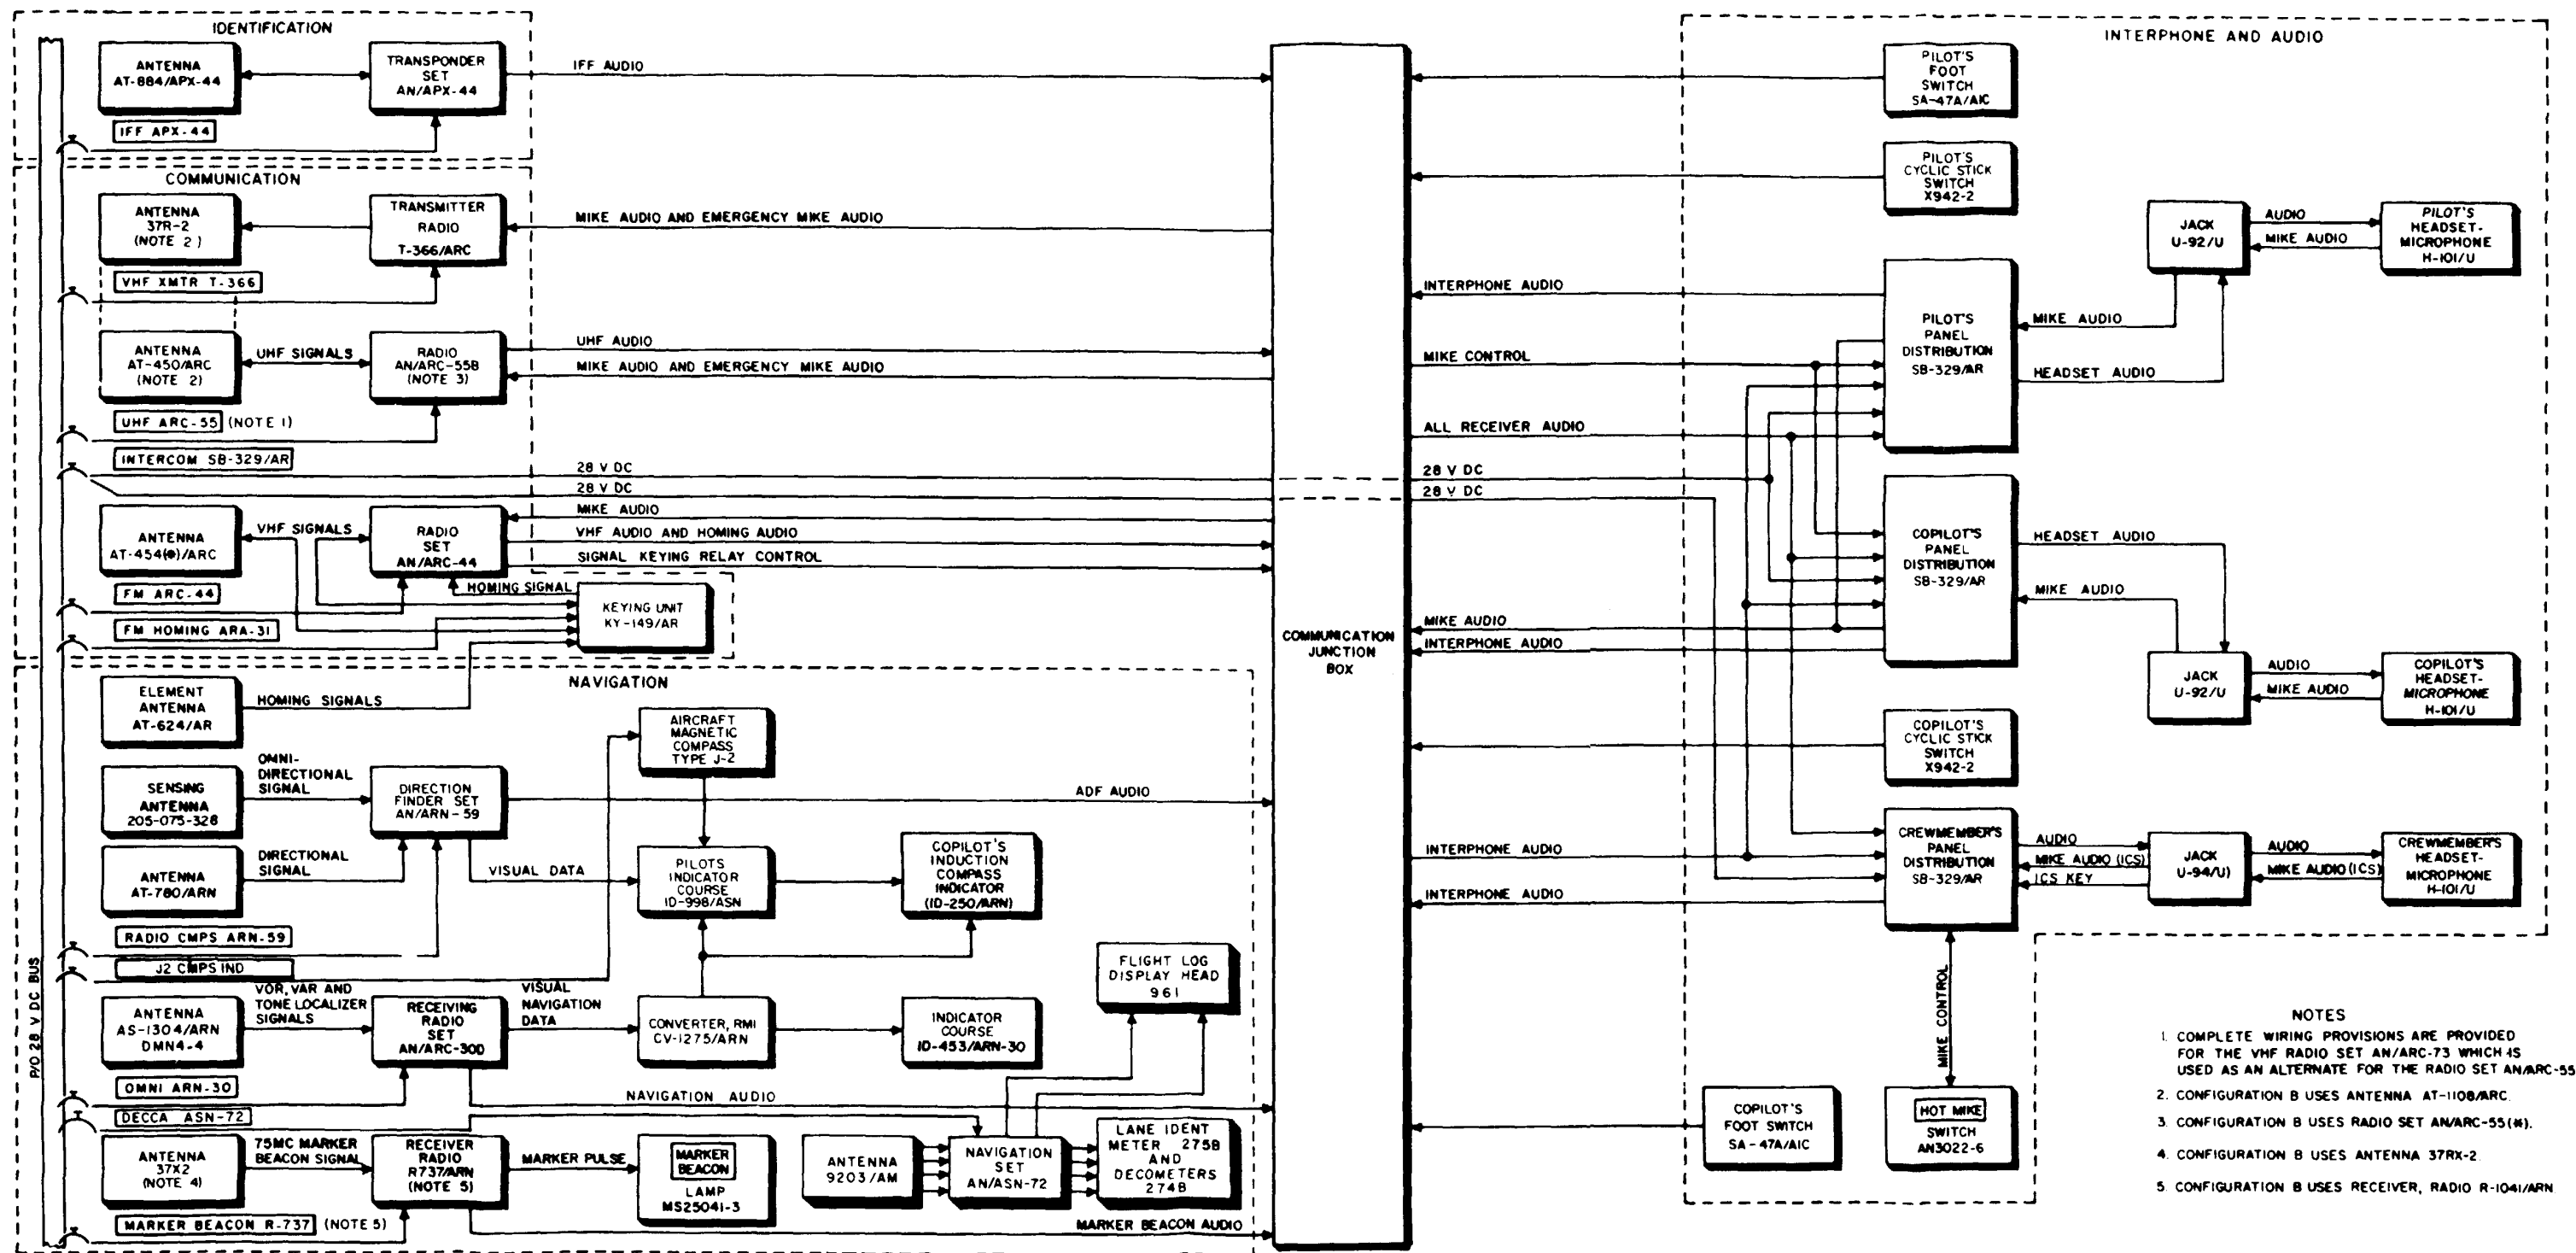 IDENTIFICATION
ANTENNA
AT-884/APX-44
TRANSPONDER
SET
AN/APX-44
IFF AUDIO
IFF APX-44
COMMUNICATION
ANTENNA
37R-2
(NOTE 2)
TRANSMITTER
RADIO
T-366/ARC
MIKE AUDIO AND EMERGENCY MIKE AUDIO
VHF XMTR T-366
ANTENNA
AT-450/ARC
(NOTE 2)
UHF SIGNALS
RADIO
AN/ARC-55B
(NOTE 3)
UHF AUDIO
MIKE AUDIO AND EMERGENCY MIKE AUDIO
UHF ARC-55 (NOTE 1)
INTERCOM SB-329/AR
28 V DC
28 V DC
ANTENNA
AT-454(*)/ARC
VHF SIGNALS
RADIO
SET
AN/ARC-44
MIKE AUDIO
VHF AUDIO AND HOMING AUDIO
SIGNAL KEYING RELAY CONTROL
HOMING SIGNAL
FM ARC-44
KEYING UNIT
KY-149/AR
FM HOMING ARA-31
P/O 28 V DC BUS
NAVIGATION
ELEMENT
ANTENNA
AT-624/AR
HOMING SIGNALS
AIRCRAFT
MAGNETIC
COMPASS
TYPE J-2
SENSING
ANTENNA
205-075-328
OMNI-
DIRECTIONAL
SIGNAL
DIRECTION
FINDER SET
AN/ARN-59
ADF AUDIO
ANTENNA
AT-780/ARN
DIRECTIONAL
SIGNAL
VISUAL DATA
PILOTS
INDICATOR
COURSE
ID-998/ASN
COPILOT'S
INDUCTION
COMPASS
INDICATOR
(ID-250/ARN)
RADIO CMPS ARN-59
J2 CMPS IND
ANTENNA
AS-1304/ARN
DMN4-4
VOR, VAR AND
TONE LOCALIZER
SIGNALS
RECEIVING
RADIO
SET
AN/ARC-30D
VISUAL
NAVIGATION
DATA
CONVERTER, RMI
CV-1275/ARN
INDICATOR
COURSE
ID-453/ARN-30
FLIGHT LOG
DISPLAY HEAD
961
OMNI ARN-30
NAVIGATION AUDIO
DECCA ASN-72
ANTENNA
37X2
(NOTE 4)
75MC MARKER
BEACON SIGNAL
RECEIVER
RADIO
R737/ARN
(NOTE 5)
MARKER PULSE
MARKER
BEACON
LAMP
MS25041-3
ANTENNA
9203/AM
NAVIGATION
SET
AN/ASN-72
LANE IDENT
METER 275B
AND
DECOMETERS
274B
MARKER BEACON R-737 (NOTE 5)
MARKER BEACON AUDIO
COMMUNICATION
JUNCTION
BOX
INTERPHONE AND AUDIO
PILOT'S
FOOT
SWITCH
SA-47A/AIC
PILOT'S
CYCLIC STICK
SWITCH
X942-2
JACK
U-92/U
AUDIO
MIKE AUDIO
PILOT'S
HEADSET-
MICROPHONE
H-101/U
INTERPHONE AUDIO
MIKE CONTROL
ALL RECEIVER AUDIO
PILOT'S
PANEL
DISTRIBUTION
SB-329/AR
MIKE AUDIO
HEADSET AUDIO
28 V DC
28 V DC
COPILOT'S
PANEL
DISTRIBUTION
SB-329/AR
HEADSET AUDIO
MIKE AUDIO
MIKE AUDIO
INTERPHONE AUDIO
JACK
U-92/U
AUDIO
MIKE AUDIO
COPILOT'S
HEADSET-
MICROPHONE
H-101/U
COPILOT'S
CYCLIC STICK
SWITCH
X942-2
INTERPHONE AUDIO
INTERPHONE AUDIO
CREWMEMBER'S
PANEL
DISTRIBUTION
SB-329/AR
AUDIO
MIKE AUDIO (ICS)
ICS KEY
JACK
U-94/U)
AUDIO
MIKE AUDIO (ICS)
CREWMEMBER'S
HEADSET-
MICROPHONE
H-101/U
MIKE CONTROL
COPILOT'S
FOOT SWITCH
SA-47A/AIC
HOT MIKE
SWITCH
AN3022-6
NOTES
1. COMPLETE WIRING PROVISIONS ARE PROVIDED
FOR THE VHF RADIO SET AN/ARC-73 WHICH IS
USED AS AN ALTERNATE FOR THE RADIO SET AN/ARC-55
2. CONFIGURATION B USES ANTENNA AT-1108/ARC.
3. CONFIGURATION B USES RADIO SET AN/ARC-55(*).
4. CONFIGURATION B USES ANTENNA 37RX-2.
5. CONFIGURATION B USES RECEIVER, RADIO R-1041/ARN